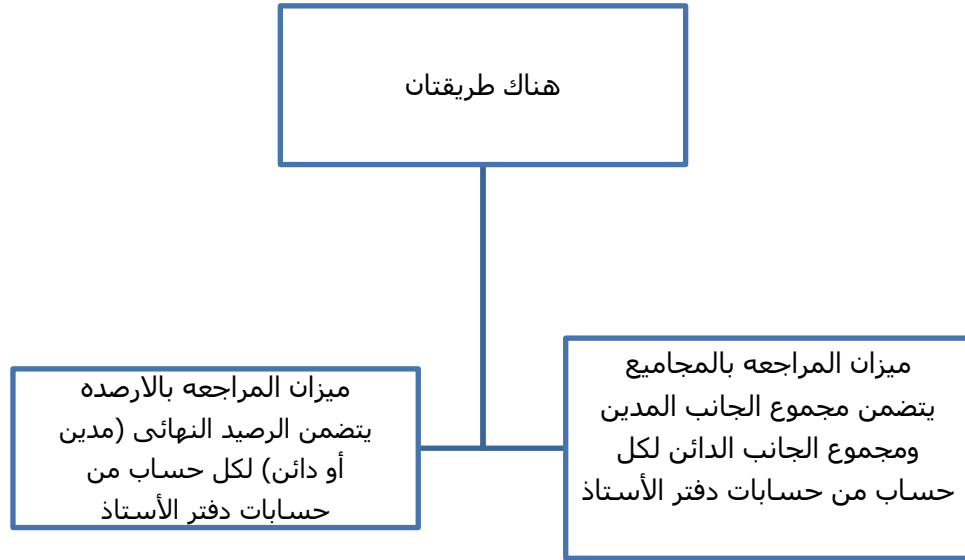 هناك طريقتان
ميزان المراجعه بالمجاميع
يتضمن مجموع الجانب المدين
ومجموع الجانب الدائن لكل
حساب من حسابات دفتر الأستاذ
ميزان المراجعه بالارصده
يتضمن الرصيد النهائى (مدين
أو دائن) لكل حساب من
حسابات دفتر الأستاذ